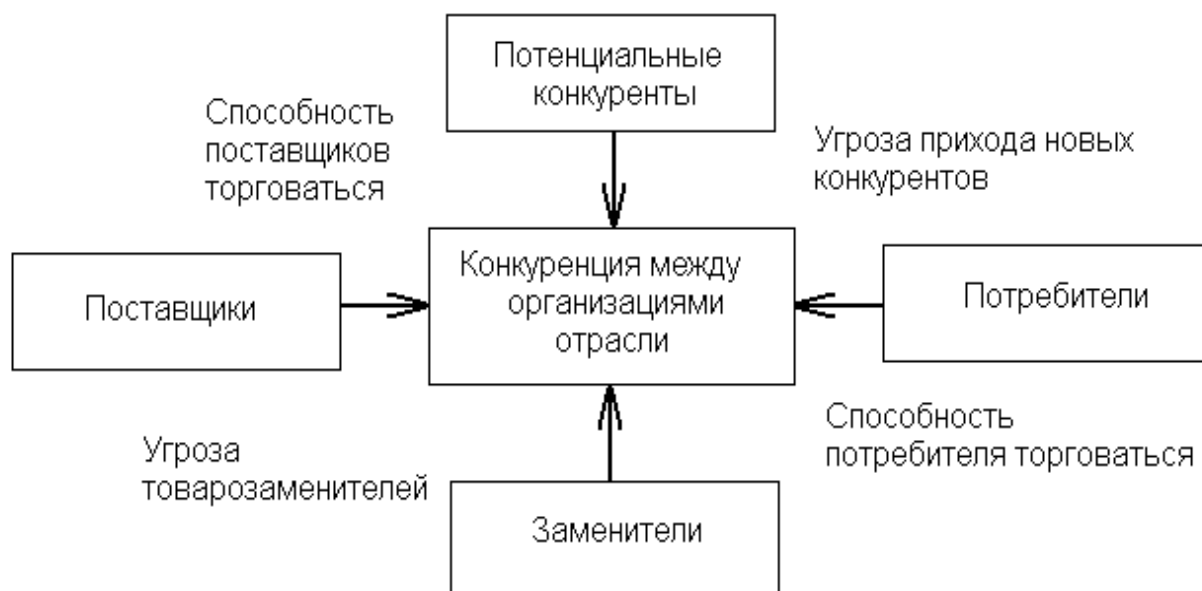 Потенциальные
конкуренты
Способность
поставщиков
торговаться
Угроза прихода новых
конкурентов
Поставщики
Конкуренция между
организациями
отрасли
Потребители
Угроза
товарозаменителей
Способность
потребителя торговаться
Заменители